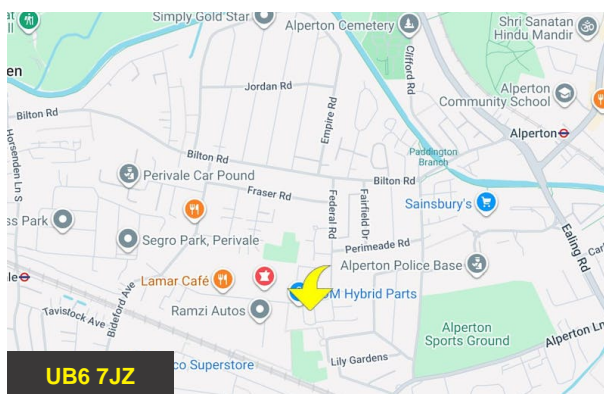 Simply Gold Star
Alperton Cemetery
Shri Sanatan
Hindu Mandir
Clifford Rd
Jordan Rd
Alperton
Community School
Empire Rd
Bilton Rd
Horsenden Ln S
Alperton
Paddington
Branch
Bilton Rd
Perivale Car Pound
Bilton Rd
Fraser Rd
Federal Rd
Fairfield Dr
Sainsbury's
Segro Park, Perivale
Perimeade Rd
Ealing Rd
Alperton Police Base
Lamar Café
Hybrid Parts
Tavistock Ave
Bideford Ave
Ramzi Autos
Alperton
Sports Ground
Alperton Ln
Lily Gardens
Superstore
UB6 7JZ